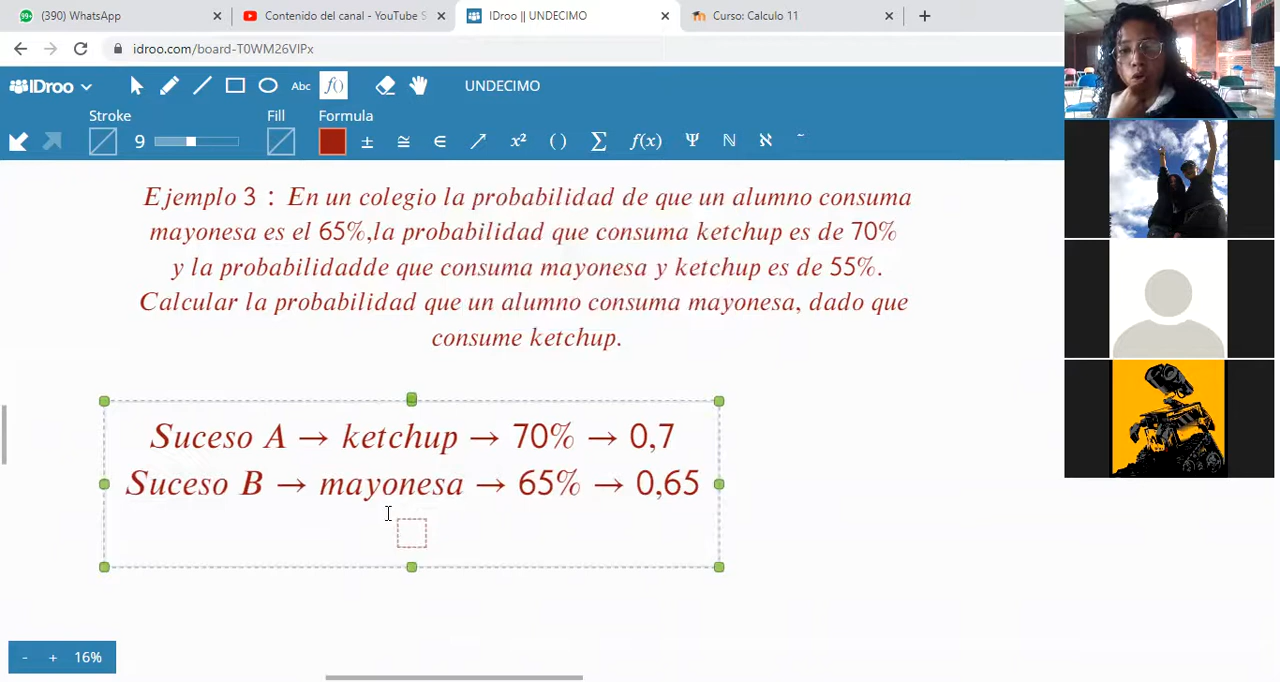 (390) WhatsApp
Contenido del canal - YouTube S
IDroo || UNDECIMO
Curso: Calculo 11
idroo.com/board-T0WM26VlPx
IDroo
Abc
f()
UNDECIMO
Stroke
Fill
Formula
9
± ≅ ∈ ↗ x² ( ) ∑ f(x) Ψ ℕ ℵ ~
Ejemplo 3 : En un colegio la probabilidad de que un alumno consuma
mayonesa es el 65%,la probabilidad que consuma ketchup es de 70%
y la probabilidadde que consuma mayonesa y ketchup es de 55%.
Calcular la probabilidad que un alumno consuma mayonesa, dado que
consume ketchup.
Suceso A → ketchup → 70% → 0,7
Suceso B → mayonesa → 65% → 0,65
- + 16%